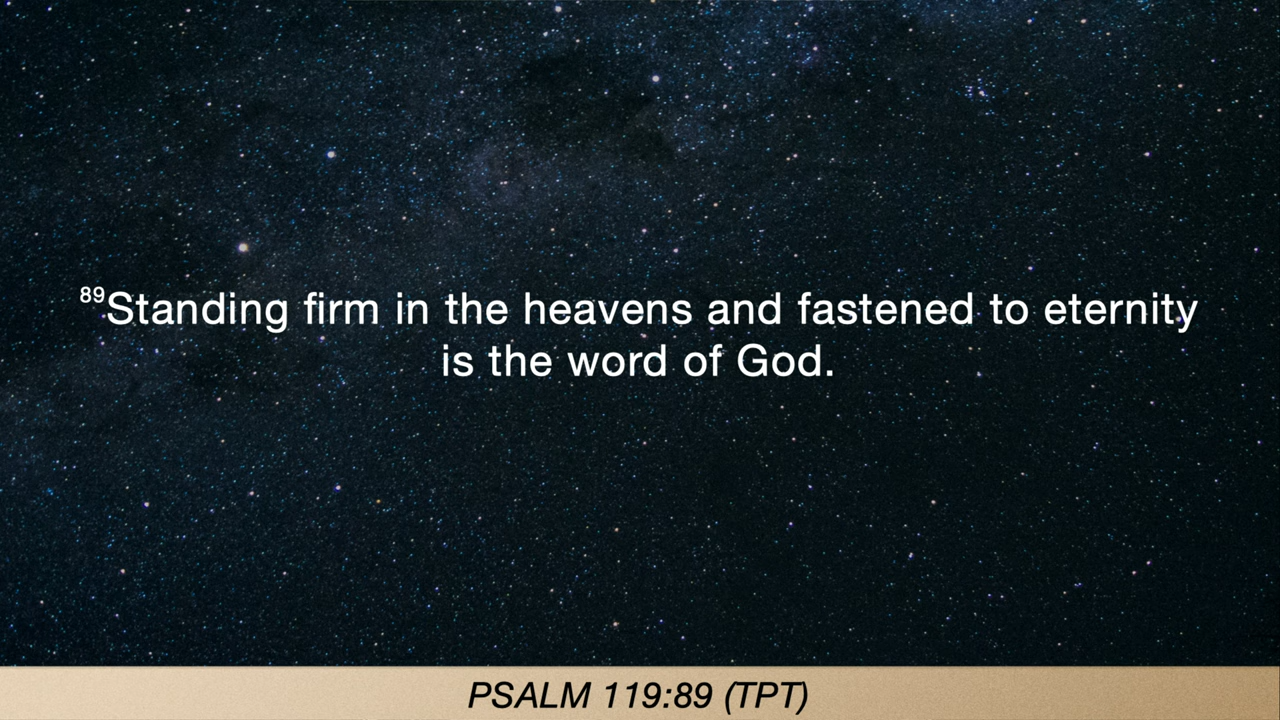 ⁸⁹Standing firm in the heavens and fastened to eternity
is the word of God.
PSALM 119:89 (TPT)